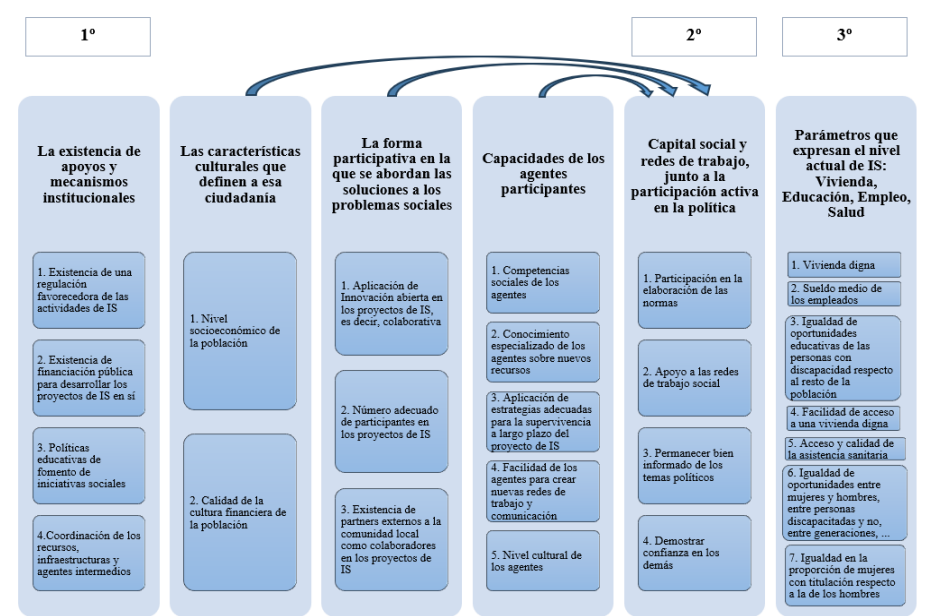 1º
2º
3º
La existencia de
apoyos y
mecanismos
institucionales
1. Existencia de una
regulación
favorecedora de las
actividades de IS
2. Existencia de
financiación pública
para desarrollar los
proyectos de IS en sí
3. Políticas
educativas de
fomento de
iniciativas sociales
4.Coordinación de los
recursos,
infraestructuras y
agentes intermedios
Las características
culturales que
definen a esa
ciudadanía
1. Nivel
socioeconómico de
la población
2. Calidad de la
cultura financiera de
la población
La forma
participativa en la
que se abordan las
soluciones a los
problemas sociales
1. Aplicación de
Innovación abierta en
los proyectos de IS,
es decir, colaborativa
2. Número adecuado
de participantes en
los proyectos de IS
3. Existencia de
partners externos a la
comunidad local
como colaboradores
en los proyectos de
IS
Capacidades de los
agentes
participantes
1. Competencias
sociales de los
agentes
2. Conocimiento
especializado de los
agentes sobre nuevos
recursos
3. Aplicación de
estrategias adecuadas
para la supervivencia
a largo plazo del
proyecto de IS
4. Facilidad de los
agentes para crear
nuevas redes de
trabajo y
comunicación
5. Nivel cultural de
los agentes
Capital social y
redes de trabajo,
junto a la
participación activa
en la política
1. Participación en la
elaboración de las
normas
2. Apoyo a las redes
de trabajo social
3. Permanecer bien
informado de los
temas políticos
4. Demostrar
confianza en los
demás
Parámetros que
expresan el nivel
actual de IS:
Vivienda,
Educación, Empleo,
Salud
1. Vivienda digna
2. Sueldo medio de
los empleados
3. Igualdad de
oportunidades
educativas de las
personas con
discapacidad respecto
al resto de la
población
4. Facilidad de acceso
a una vivienda digna
5. Acceso y calidad de
la asistencia sanitaria
6. Igualdad de
oportunidades entre
mujeres y hombres,
entre personas
discapacitadas y no,
entre generaciones, ...
7. Igualdad en la
proporción de mujeres
con titulación respecto
a la de los hombres